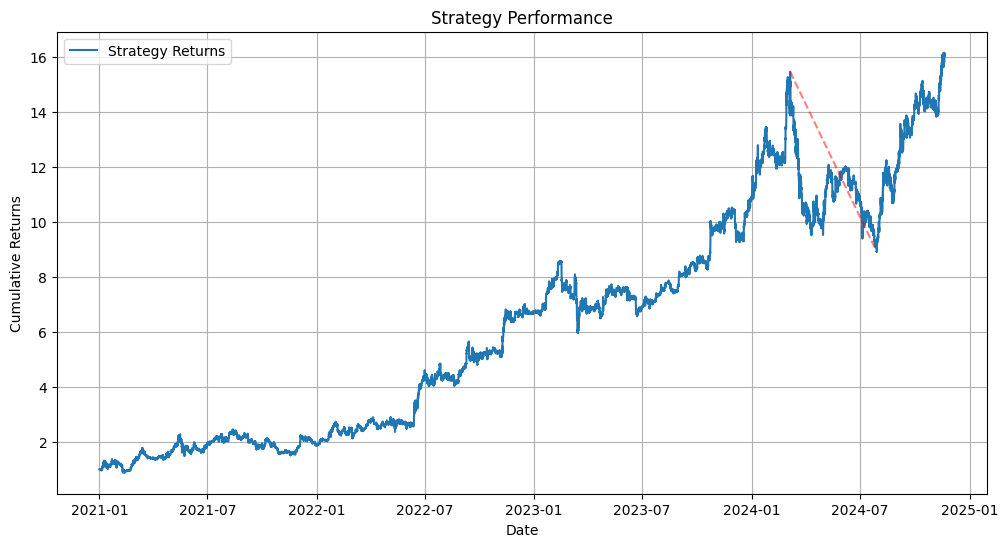 Strategy Performance
Strategy Returns
Cumulative Returns
16
14
12
10
8
6
4
2
2021-01 2021-07 2022-01 2022-07 2023-01 2023-07 2024-01 2024-07 2025-01
Date